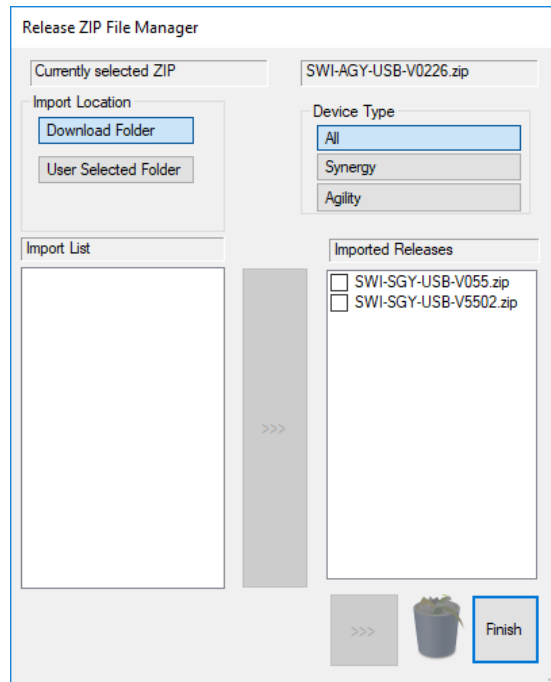 Release ZIP File Manager
Currently selected ZIP
SWI-AGY-USB-V0226.zip
Import Location
Download Folder
User Selected Folder
Device Type
All
Synergy
Agility
Import List
Imported Releases
SWI-SGY-USB-V055.zip
SWI-SGY-USB-V5502.zip
>>>
>>>
Finish